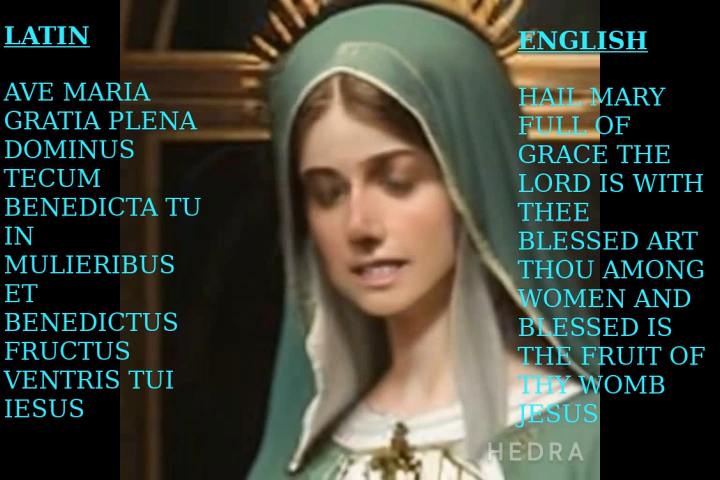 LATIN
AVE MARIA
GRATIA PLENA
DOMINUS
TECUM
BENEDICTA TU
IN
MULIERIBUS
ET
BENEDICTUS
FRUCTUS
VENTRIS TUI
IESUS
ENGLISH
HAIL MARY
FULL OF
GRACE THE
LORD IS WITH
THEE
BLESSED ART
THOU AMONG
WOMEN AND
BLESSED IS
THE FRUIT OF
THY WOMB
JESUS
HEDRA